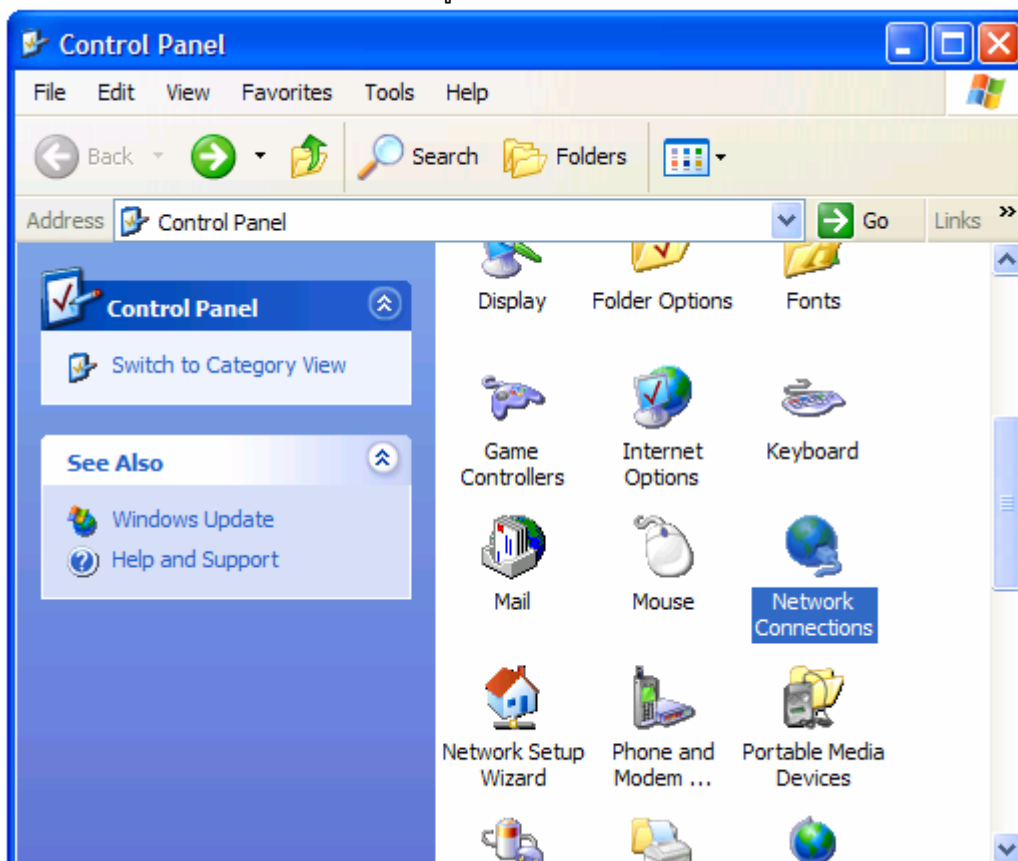 Control Panel
File Edit View Favorites Tools Help
Back Search Folders
Address Control Panel Go Links »
Control Panel
Switch to Category View
See Also
Windows Update
Help and Support
Display Folder Options Fonts
Game Controllers
Internet Options
Keyboard
Mail Mouse
Network Connections
Network Setup Wizard
Phone and Modem ...
Portable Media Devices